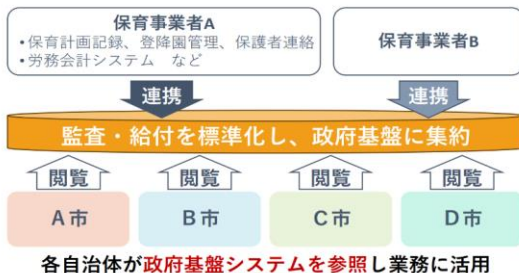 保育事業者A
•保育計画記録、登降園管理、保護者連絡
•労務会計システム　など
保育事業者B
連携
連携
監査・給付を標準化し、政府基盤に集約
閲覧
閲覧
閲覧
閲覧
A市
B市
C市
D市
各自治体が政府基盤システムを参照し業務に活用